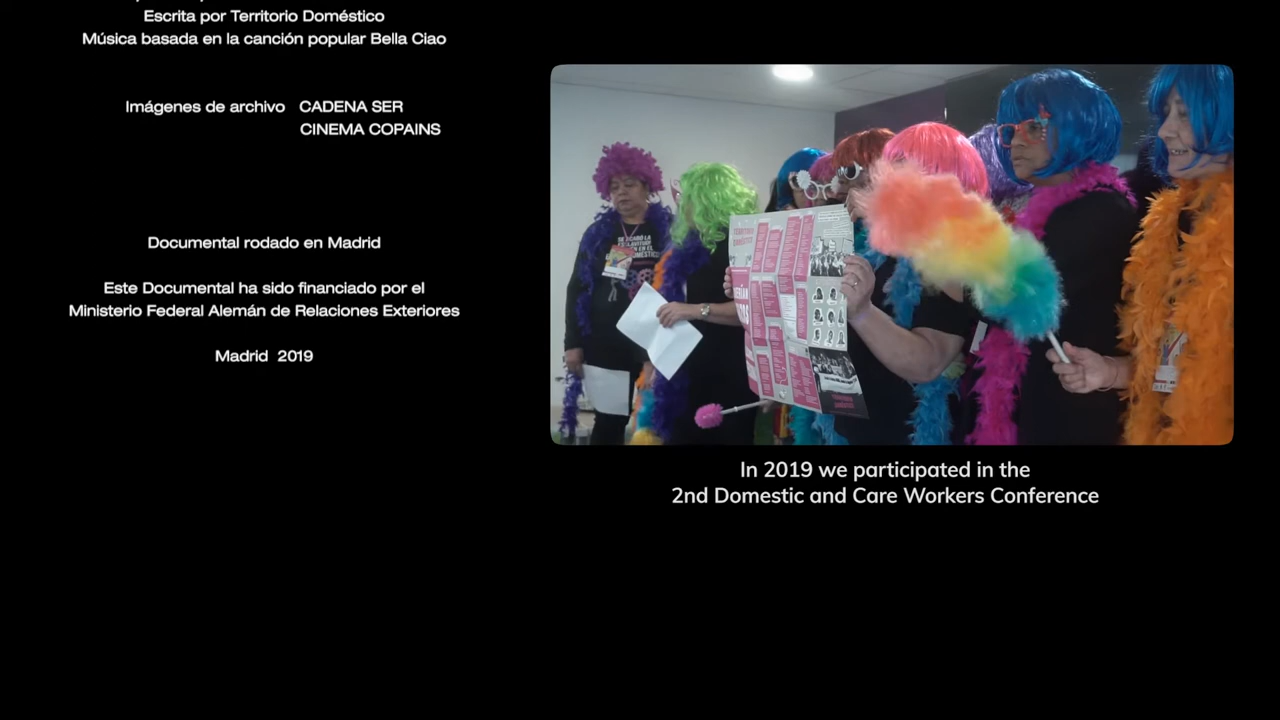 Escrita por Territorio Doméstico
Música basada en la canción popular Bella Ciao
Imágenes de archivo CADENA SER
CINEMA COPAINS
Documental rodado en Madrid
Este Documental ha sido financiado por el
Ministerio Federal Alemán de Relaciones Exteriores
Madrid 2019
In 2019 we participated in the
2nd Domestic and Care Workers Conference